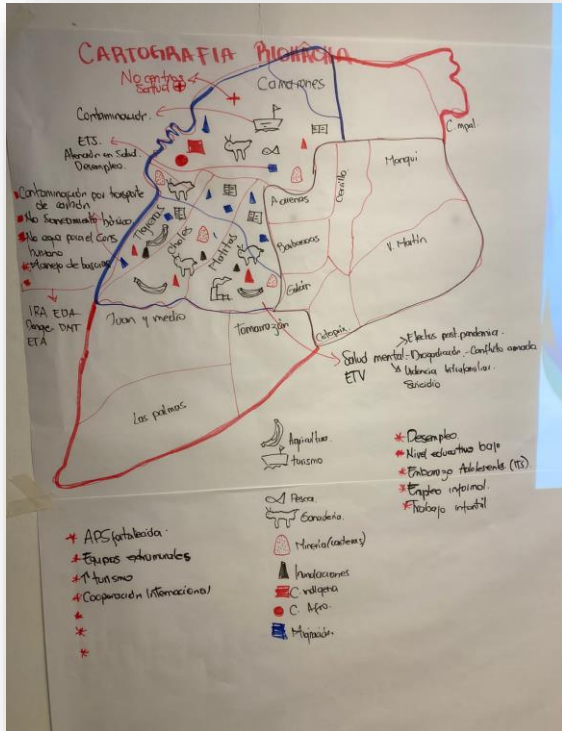 CARTOGRAFIA RIOHACHA
No centros
Salud
Camarones
Contaminación.
C. mpal.
ETS.
Atención en Salud.
Desempleo.
Contaminación por transporte
de carbón
No saneamiento básico
No agua para el cons
humano
Manejo de basuras
IRA EDA
Dengue DNT
ETA
Tigreras
Choles
Matitas
Arenas
Barbacoas
Galán
Cerrillo
Monguí
V. Martín
Cotoprix
Juan y medio
Tomarrazón
Las palmas
Salud mental
Efectos post-pandemia.
Drogadicción - Conflicto armado
Violencia Intrafamiliar.
Suicidio
ETV
Agricultura.
turismo
Pesca.
Ganadería.
Minería (canteras)
Inundaciones
C indígena
C. Afro.
Migración.
Desempleo
Nivel educativo bajo
Embarazo Adolescente (ITS)
Empleo informal.
Trabajo infantil
APS fortalecida.
Equipos extramurales
↑ turismo
Cooperación Internacional